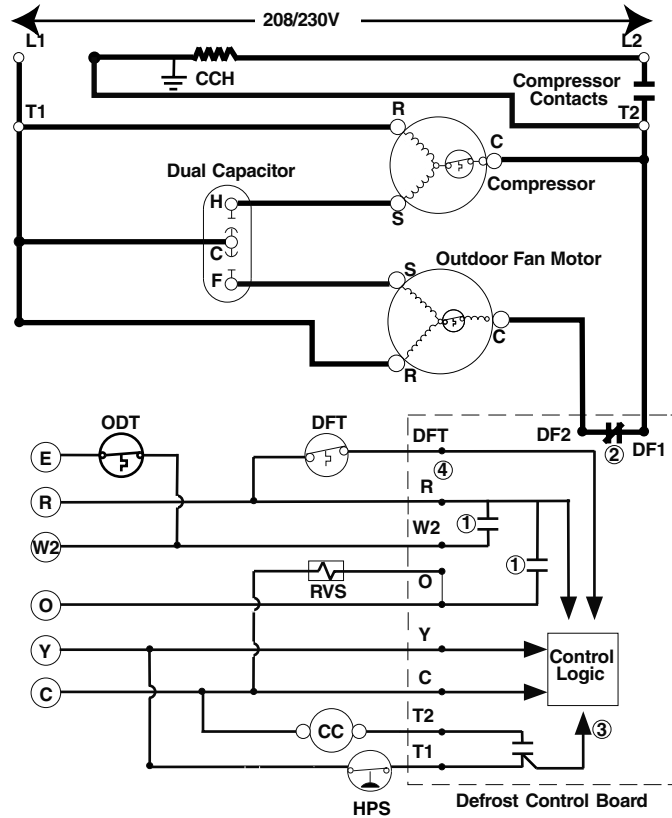 208/230V
L1
L2
CCH
Compressor
Contacts
T1
T2
R
C
Dual Capacitor
Compressor
H
S
C
Outdoor Fan Motor
F
S
C
R
ODT
DFT
DFT
DF2
DF1
②
E
④
R
R
①
W2
W2
①
O
RVS
O
Y
Y
Control
Logic
C
C
T2
③
CC
T1
HPS
Defrost Control Board